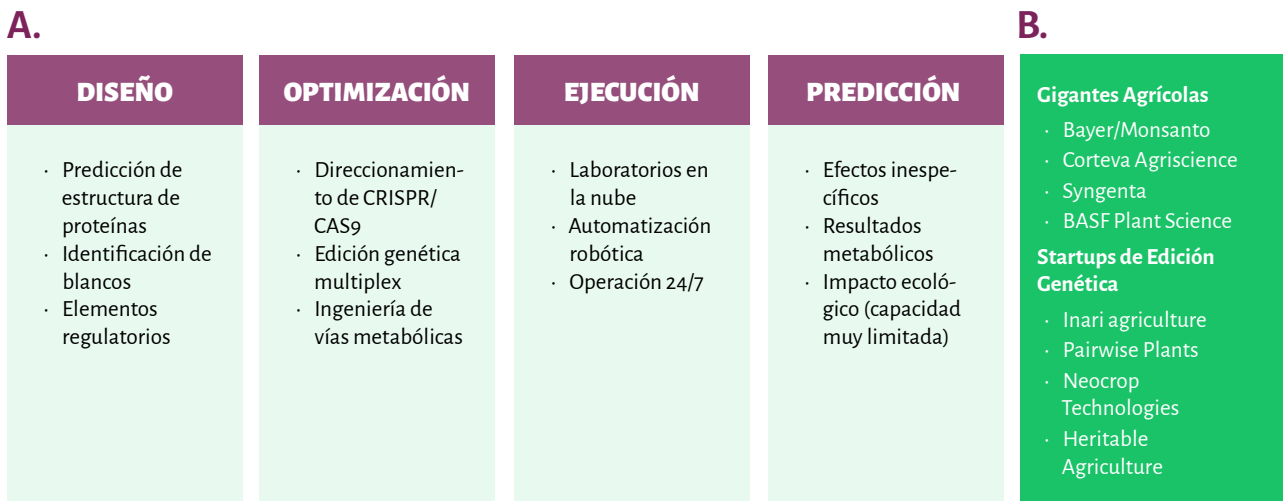 A.
DISEÑO
· Predicción de
estructura de
proteínas
· Identificación de
blancos
· Elementos
regulatorios
OPTIMIZACIÓN
· Direccionamien-
to de CRISPR/
CAS9
· Edición genética
multiplex
· Ingeniería de
vías metabólicas
EJECUCIÓN
· Laboratorios en
la nube
· Automatización
robótica
· Operación 24/7
PREDICCIÓN
· Efectos inespe-
cíficos
· Resultados
metabólicos
· Impacto ecoló-
gico (capacidad
muy limitada)
B.
Gigantes Agrícolas
· Bayer/Monsanto
· Corteva Agriscience
· Syngenta
· BASF Plant Science
Startups de Edición
Genética
· Inari agriculture
· Pairwise Plants
· Neocrop
Technologies
· Heritable
Agriculture